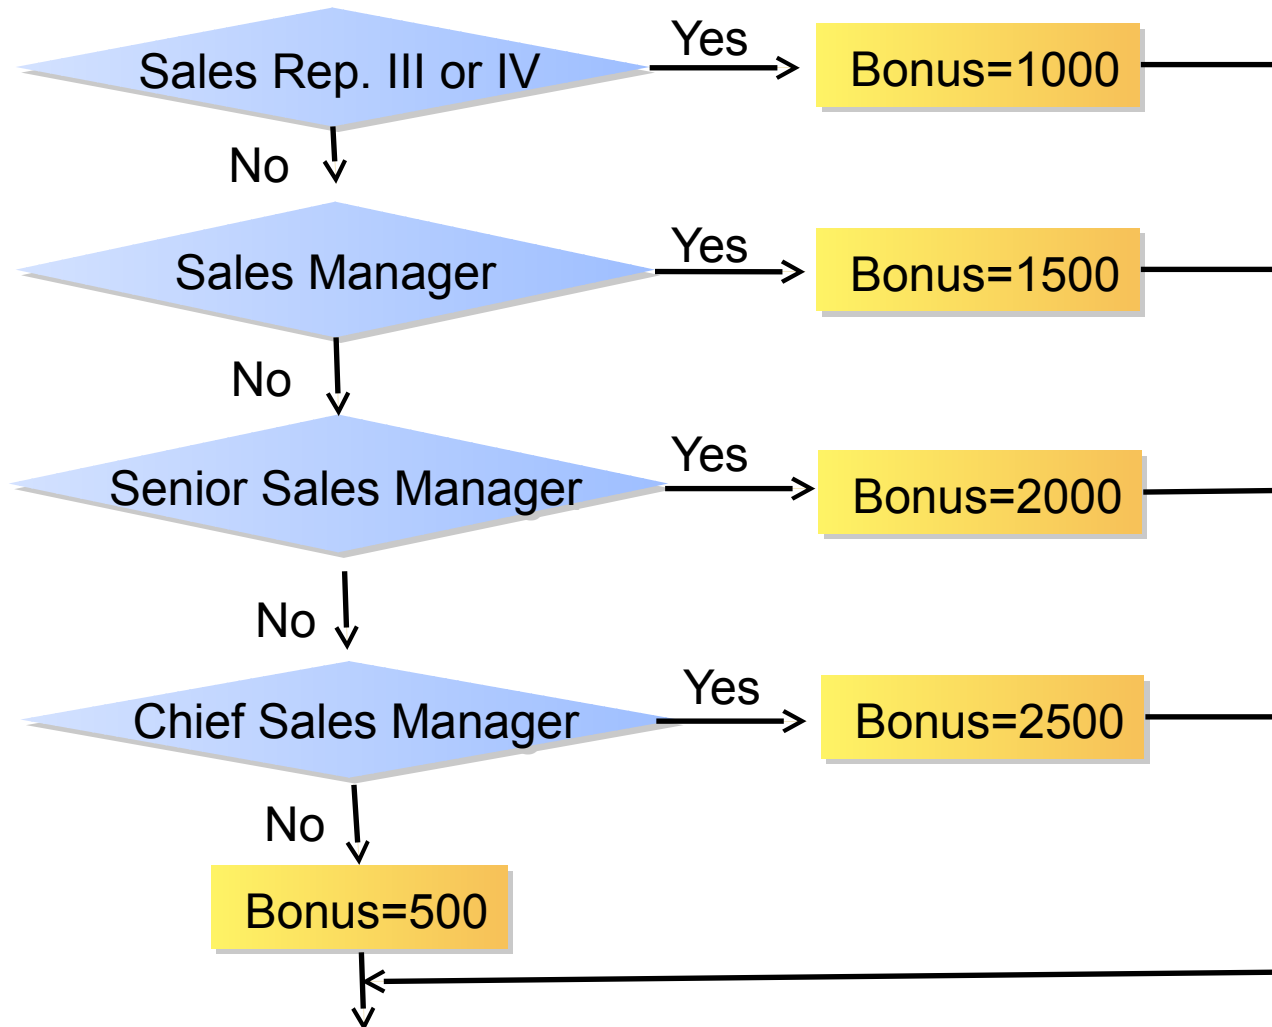 Sales Rep. III or IV
Yes
Bonus=1000
No
Sales Manager
Yes
Bonus=1500
No
Senior Sales Manager
Yes
Bonus=2000
No
Chief Sales Manager
Yes
Bonus=2500
No
Bonus=500